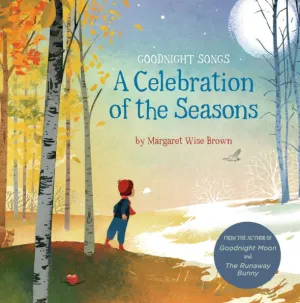 GOODNIGHT SONGS
A Celebration
of the Seasons
by Margaret Wise Brown
FROM THE AUTHOR OF
Goodnight Moon
and
The Runaway
Bunny